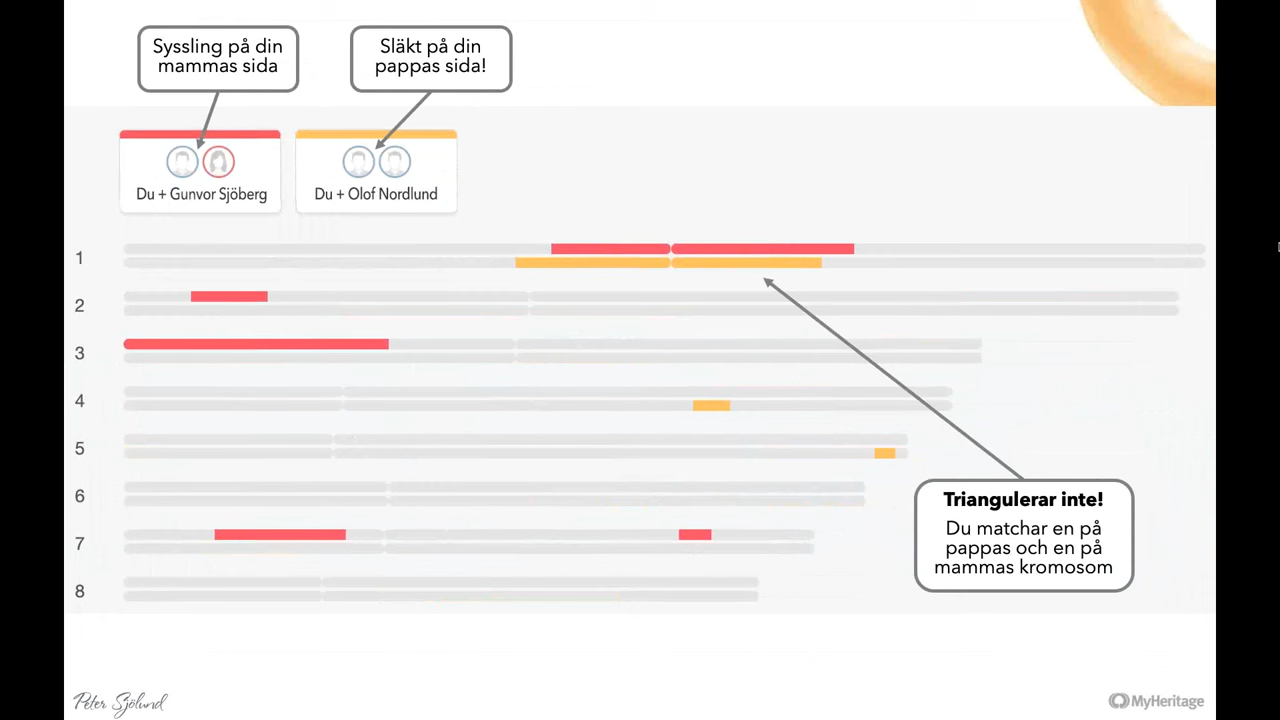 Syssling på din
mammas sida
Släkt på din
pappas sida!
Du + Gunvor Sjöberg
Du + Olof Nordlund
1
2
3
4
5
6
7
8
Triangulerar inte!
Du matchar en på
pappas och en på
mammas kromosom
Peter Sjölund
MyHeritage